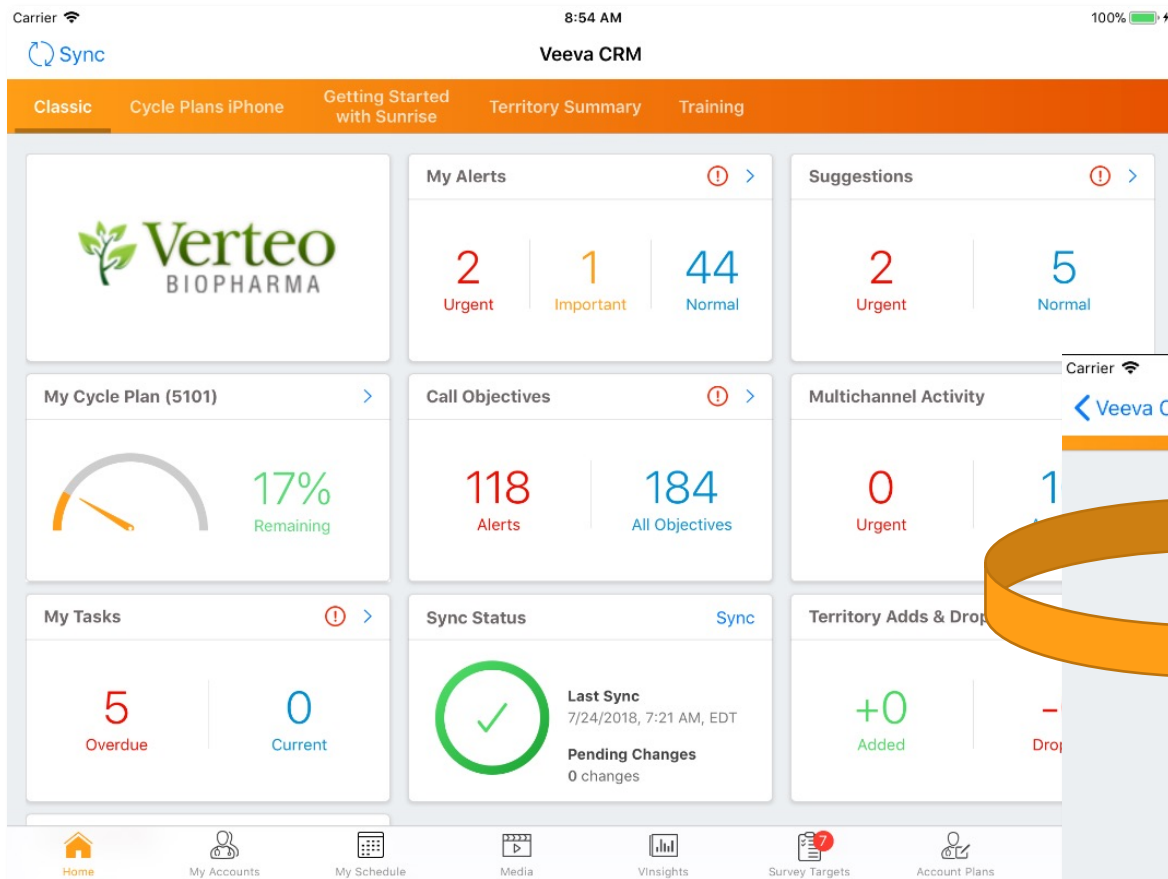 Carrier
8:54 AM
100%
Sync
Veeva CRM
Classic
Cycle Plans iPhone
Getting Started
with Sunrise
Territory Summary
Training
Verteo
BIOPHARMA
My Alerts
2
1
44
Urgent
Important
Normal
Suggestions
2
5
Urgent
Normal
My Cycle Plan (5101)
17%
Remaining
Call Objectives
118
184
Alerts
All Objectives
Multichannel Activity
0
Urgent
Carrier
Veeva
My Tasks
5
0
Overdue
Current
Sync Status
Sync
Last Sync
7/24/2018, 7:21 AM, EDT
Pending Changes
0 changes
Territory Adds &
+0
Added
Home
My Accounts
My Schedule
Media
VInsights
7
Survey Targets
Account Plans